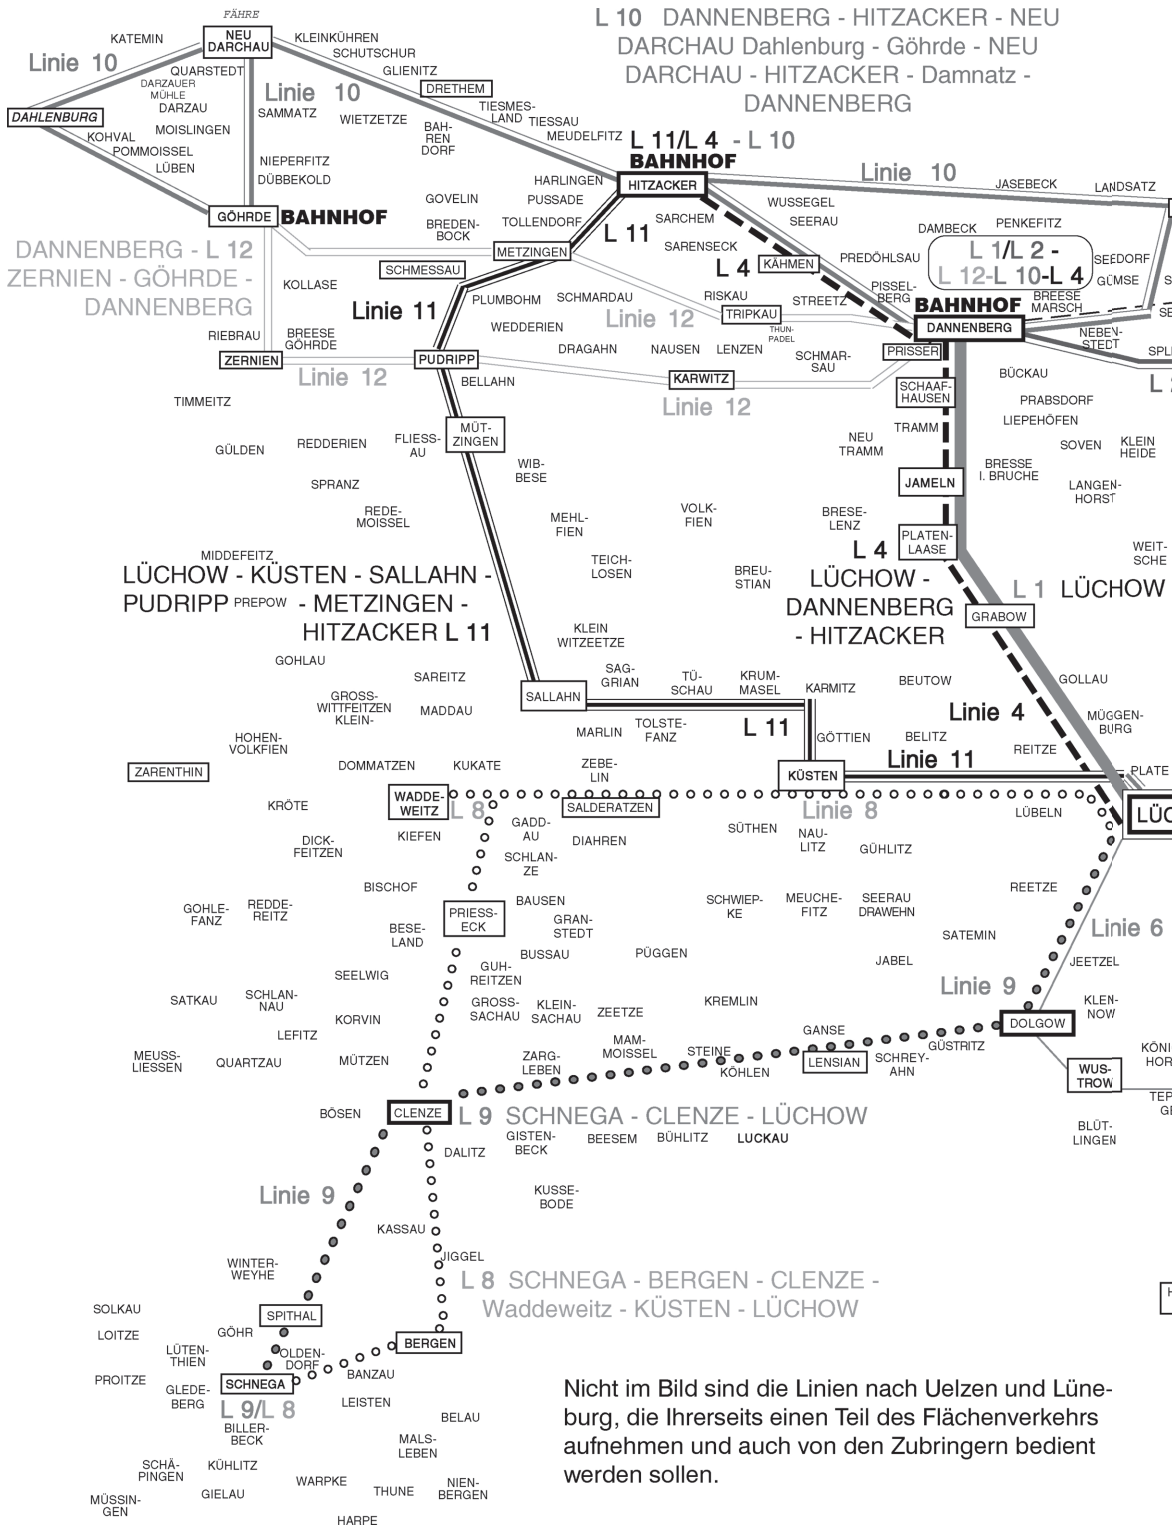 FÄHRE
L 10 DANNENBERG - HITZACKER - NEU
DARCHAU Dahlenburg - Göhrde - NEU
DARCHAU - HITZACKER - Damnatz -
DANNENBERG
KATEMIN
NEU
DARCHAU
KLEINKÜHREN
SCHUTSCHUR
GLIENITZ
Linie 10
QUARSTEDT
DARZAUER
MÜHLE
DARZAU
Linie 10
DRETHEM
DAHLENBURG
SAMMATZ
WIETZETZE
TIESMES-
LAND
TIESSAU
MEUDELFITZ
MOISLINGEN
KOHVAL
POMMOISSEL
LÜBEN
BAH-
REN
DORF
L 11/L 4 - L 10
BAHNHOF
HITZACKER
NIEPERFITZ
DÜBBEKOLD
HARLINGEN
PUSSADE
TOLLENDORF
GOVELIN
BREDEN-
BOCK
GÖHRDE
BAHNHOF
Linie 10
JASEBECK
LANDSATZ
WUSSEGEL
SEERAU
SARCHEM
SARENSECK
L 11
L 4
KÄHMEN
PREDÖHLSAU
DAMBECK
PENKEFITZ
L 1/L 2 -
L 12-L 10-L 4
SEEDORF
GÜMSE
BREESE
MARSCH
PISSEL-
BERG
BAHNHOF
DANNENBERG
SE
NEBEN-
STEDT
SPL
L
DANNENBERG - L 12
ZERNIEN - GÖHRDE -
DANNENBERG
METZINGEN
SCHMESSAU
KOLLASE
Linie 11
PLUMBOHM
SCHMARDAU
RISKAU
STREETZ
Linie 12
TRIPKAU
THUN-
PADEL
WEDDERIEN
DRAGAHN
NAUSEN
LENZEN
SCHMAR-
SAU
PRISSER
RIEBRAU
BREESE
GÖHRDE
ZERNIEN
Linie 12
PUDRIPP
BELLAHN
KARWITZ
Linie 12
SCHAAF-
HAUSEN
BÜCKAU
PRABSDORF
LIEPEHÖFEN
TIMMEITZ
GÜLDEN
REDDERIEN
FLIESS-
AU
MÜT-
ZINGEN
WIB-
BESE
TRAMM
NEU
TRAMM
SOVEN
KLEIN
HEIDE
BRESSE
I. BRUCHE
JAMELN
LANGEN-
HORST
SPRANZ
REDE-
MOISSEL
MEHL-
FIEN
VOLK-
FIEN
BRESE-
LENZ
PLATEN-
LAASE
L 4
WEIT-
SCHE
MIDDEFEITZ
TEICH-
LOSEN
BREU-
STIAN
LÜCHOW - KÜSTEN - SALLAHN -
PUDRIPP PREPOW - METZINGEN -
HITZACKER L 11
LÜCHOW -
DANNENBERG
- HITZACKER
L 1 LÜCHOW
GRABOW
KLEIN
WITZEETZE
GOHLAU
SAREITZ
SAG-
GRIAN
TÜ-
SCHAU
KRUM-
MASEL
KARMITZ
BEUTOW
GOLLAU
SALLAHN
GROSS-
WITTFEITZEN
KLEIN-
MADDAU
MARLIN
TOLSTE-
FANZ
L 11
GÖTTIEN
Linie 4
MÜGGEN-
BURG
HOHEN-
VOLKFIEN
BELITZ
REITZE
ZARENTHIN
DOMMATZEN
KUKATE
ZEBE-
LIN
KÜSTEN
Linie 11
PLATE
KRÖTE
WADDE-
WEITZ
L 8
SALDERATZEN
Linie 8
LÜBELN
LÜC
DICK-
FEITZEN
KIEFEN
GADD-
AU
DIAHREN
SÜTHEN
NAU-
LITZ
GÜHLITZ
SCHLAN-
ZE
BISCHOF
BAUSEN
REETZE
GOHLE-
FANZ
REDDE-
REITZ
PRIESS-
ECK
GRAN-
STEDT
SCHWIEP-
KE
MEUCHE-
FITZ
SEERAU
DRAWEHN
BESE-
LAND
Linie 6
SATEMIN
BUSSAU
PÜGGEN
JABEL
JEETZEL
SEELWIG
GUH-
REITZEN
Linie 9
SATKAU
SCHLAN-
NAU
GROSS-
SACHAU
KLEIN-
SACHAU
ZEETZE
KREMLIN
KLEN-
NOW
KORVIN
LEFITZ
DOLGOW
GANSE
MAM-
MOISSEL
STEINE
GÜSTRITZ
MEUSS-
LIESSEN
QUARTZAU
MÜTZEN
ZARG-
LEBEN
KÖHLEN
LENSIAN
SCHREY-
AHN
WUS-
TROW
KÖNI
HOR
BÖSEN
CLENZE
L 9 SCHNEGA - CLENZE - LÜCHOW
TEP
GE
BLÜT-
LINGEN
DALITZ
GISTEN-
BECK
BEESEM
BÜHLITZ
LUCKAU
Linie 9
KUSSE-
BODE
KASSAU
JIGGEL
WINTER-
WEYHE
L 8 SCHNEGA - BERGEN - CLENZE -
Waddeweitz - KÜSTEN - LÜCHOW
H
SOLKAU
LOITZE
SPITHAL
GÖHR
BERGEN
LÜTEN-
THIEN
OLDEN-
DORF
BANZAU
PROITZE
SCHNEGA
GLEDE-
BERG
LEISTEN
L 9/L 8
BILLER-
BECK
BELAU
MALS-
LEBEN
Nicht im Bild sind die Linien nach Uelzen und Lüne-
burg, die Ihrerseits einen Teil des Flächenverkehrs
aufnehmen und auch von den Zubringern bedient
werden sollen.
SCHÄ-
PINGEN
KÜHLITZ
WARPKE
THUNE
NIEN-
BERGEN
MÜSSIN-
GEN
GIELAU
HARPE